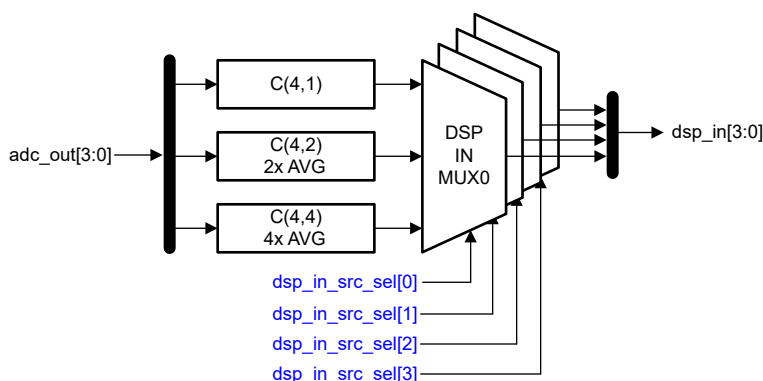 C(4,1)
adc_out[3:0]
C(4,2)
2x AVG
C(4,4)
4x AVG
DSP
IN
MUX0
dsp_in[3:0]
dsp_in_src_sel[0]
dsp_in_src_sel[1]
dsp_in_src_sel[2]
dsp_in_src_sel[3]